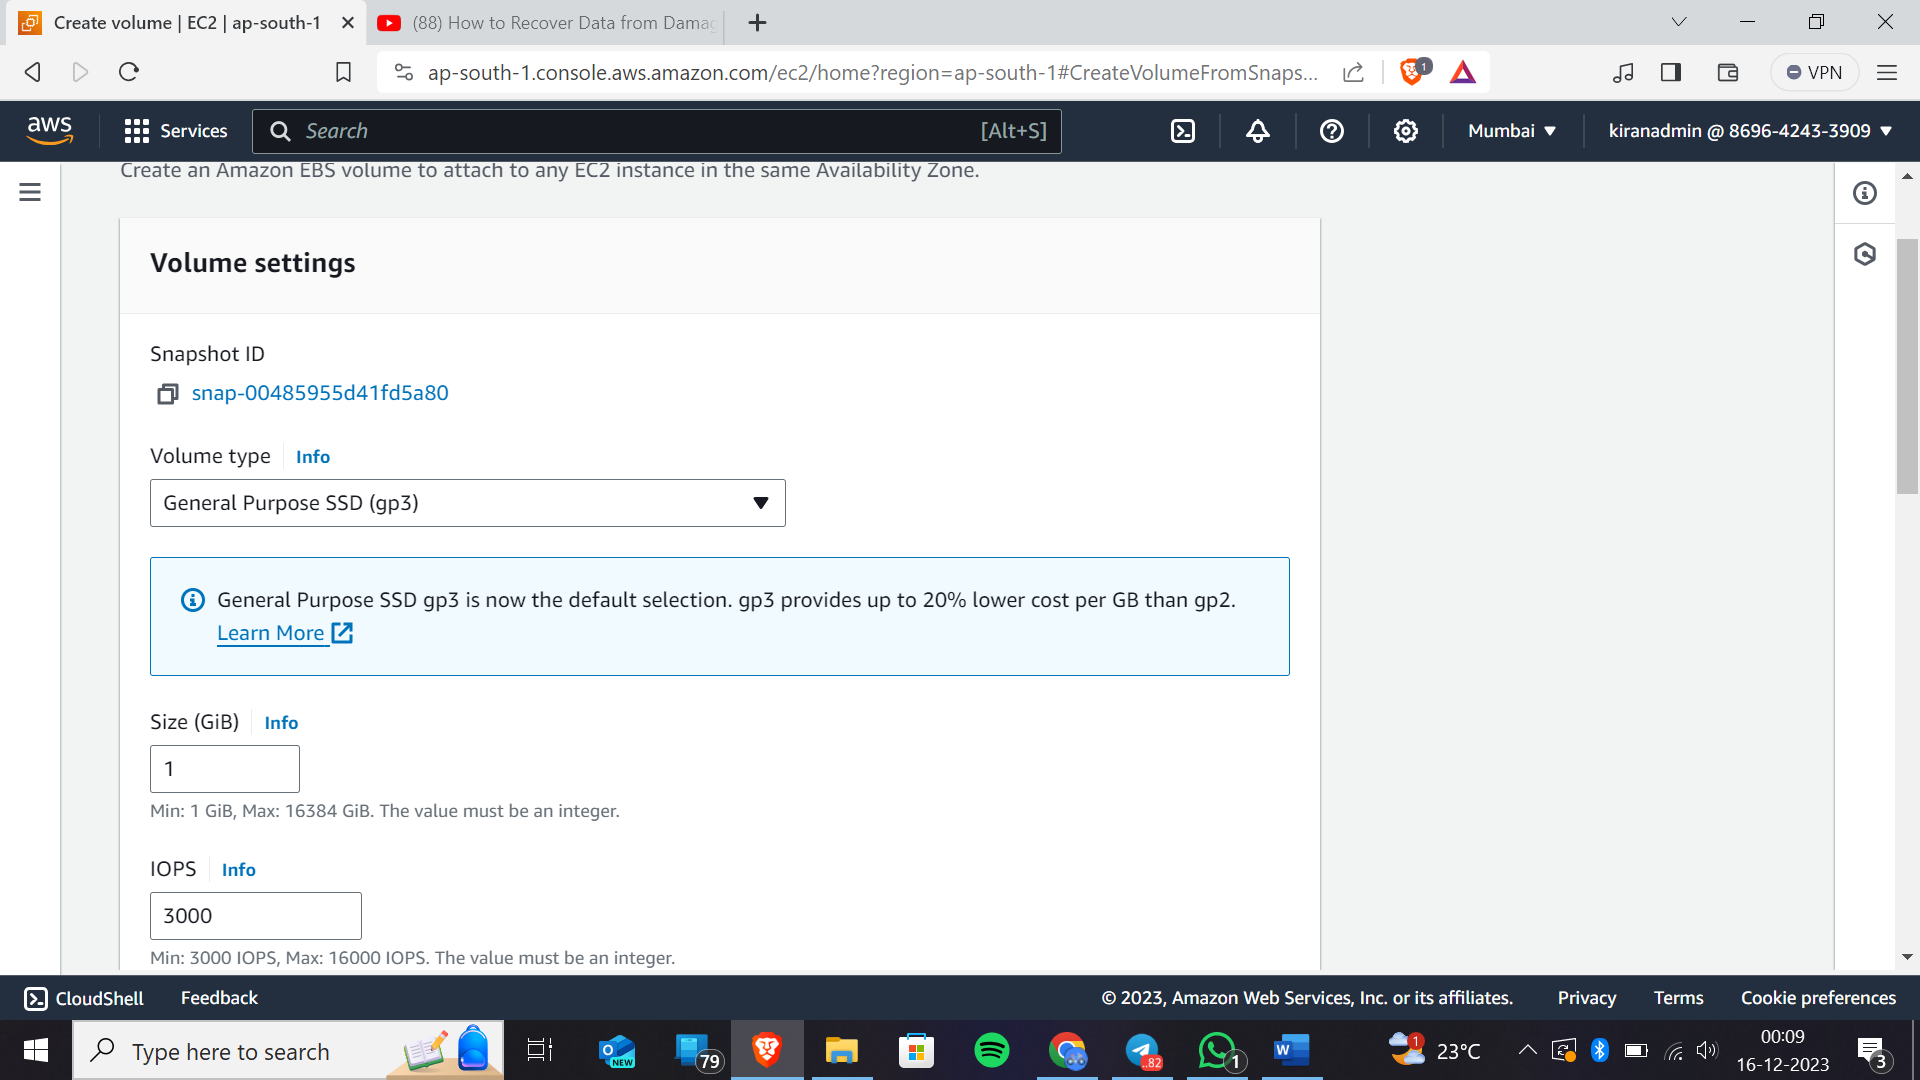 Create volume | EC2 | ap-south-1
(88) How to Recover Data from Damag
ap-south-1.console.aws.amazon.com/ec2/home?region=ap-south-1#CreateVolumeFromSnaps...
1
VPN
aws
Services
Search
[Alt+S]
Mumbai
kiranadmin @ 8696-4243-3909
Create an Amazon EBS volume to attach to any EC2 instance in the same Availability Zone.
Volume settings
Snapshot ID
snap-00485955d41fd5a80
Volume type
Info
General Purpose SSD (gp3)
General Purpose SSD gp3 is now the default selection. gp3 provides up to 20% lower cost per GB than gp2.
Learn More
Size (GiB)
Info
1
Min: 1 GiB, Max: 16384 GiB. The value must be an integer.
IOPS
Info
3000
Min: 3000 IOPS, Max: 16000 IOPS. The value must be an integer.
CloudShell
Feedback
© 2023, Amazon Web Services, Inc. or its affiliates.
Privacy
Terms
Cookie preferences
Type here to search
NEW
79
..82
1
W
1
23°C
00:09
16-12-2023
3